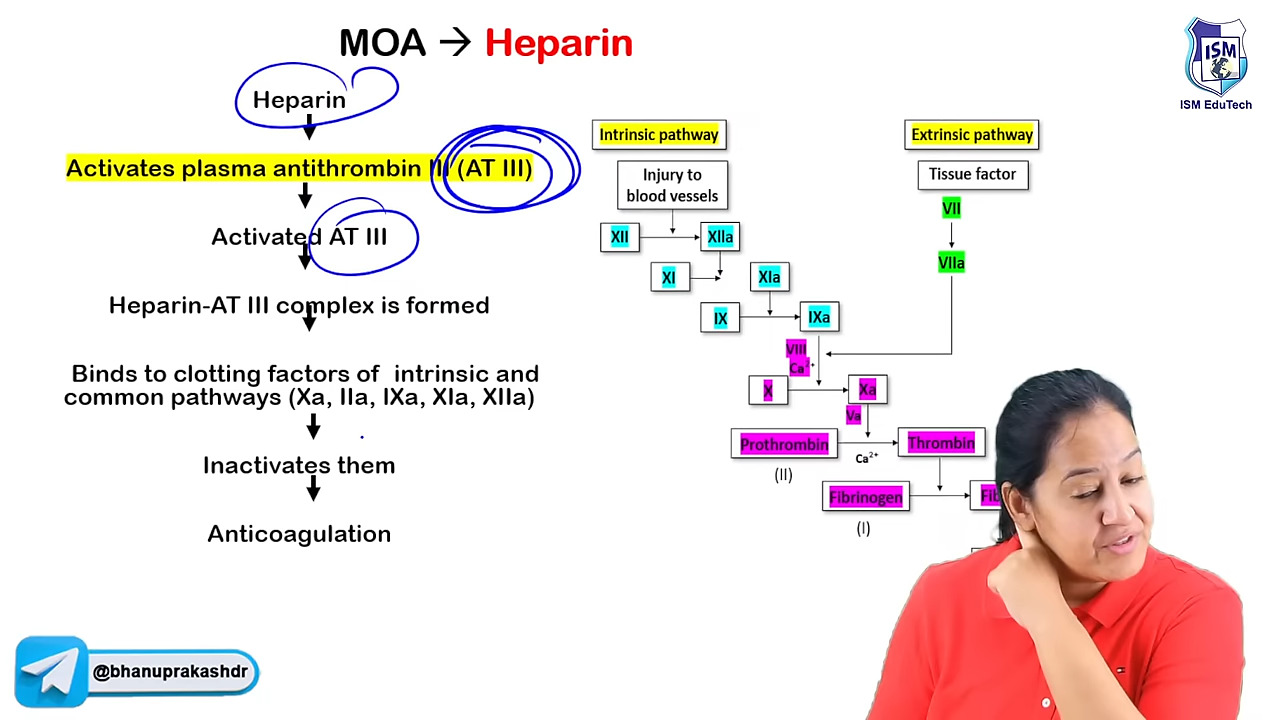 MOA → Heparin
ISM
ISM EduTech
Heparin
Activates plasma antithrombin III (AT III)
Activated AT III
Heparin-AT III complex is formed
Binds to clotting factors of intrinsic and
common pathways (Xa, IIa, IXa, XIa, XIIa)
Inactivates them
Anticoagulation
Intrinsic pathway
Extrinsic pathway
Injury to
blood vessels
Tissue factor
VII
XII
XIIa
VIIa
XI
XIa
IX
IXa
VIII
Ca2+
X
Xa
Va
Prothrombin
Thrombin
Ca2+
(II)
Fibrinogen
(I)
@bhanuprakashdr